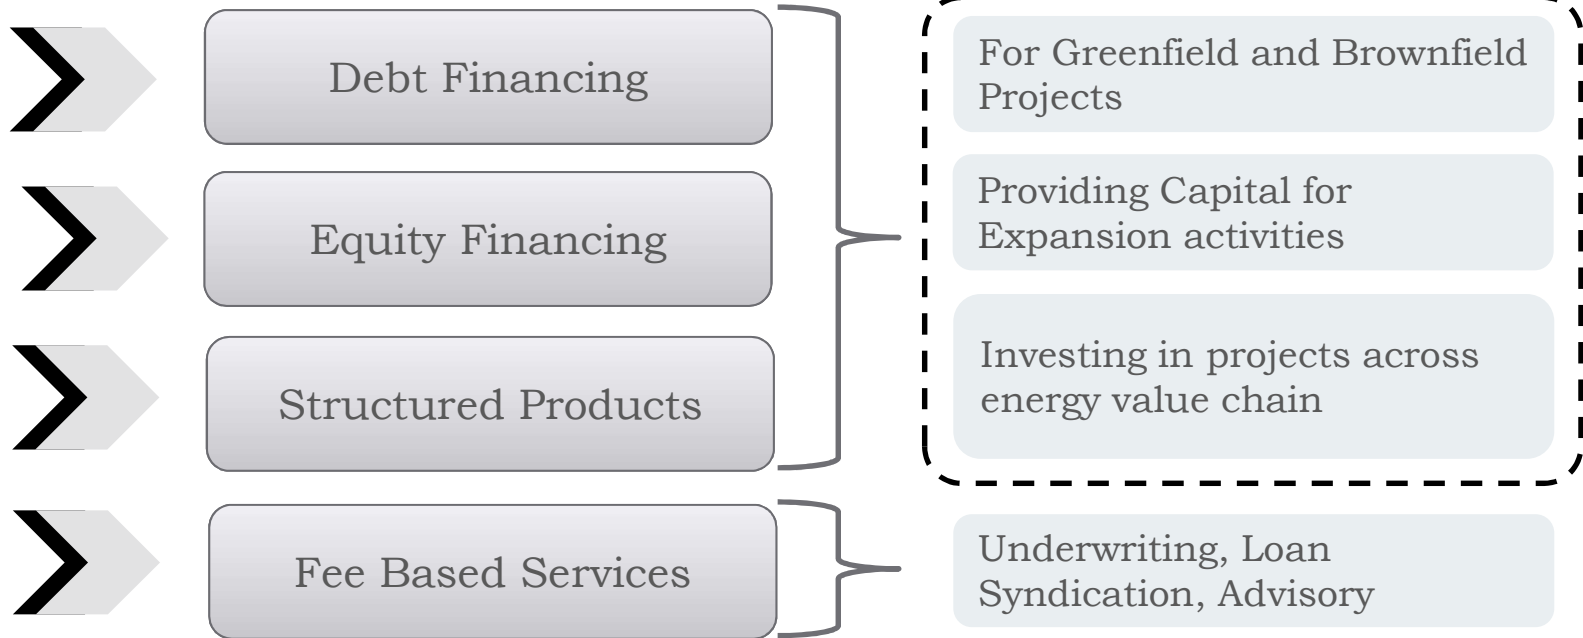 Debt Financing
Equity Financing
Structured Products
Fee Based Services
For Greenfield and Brownfield
Projects
Providing Capital for
Expansion activities
Investing in projects across
energy value chain
Underwriting, Loan
Syndication, Advisory